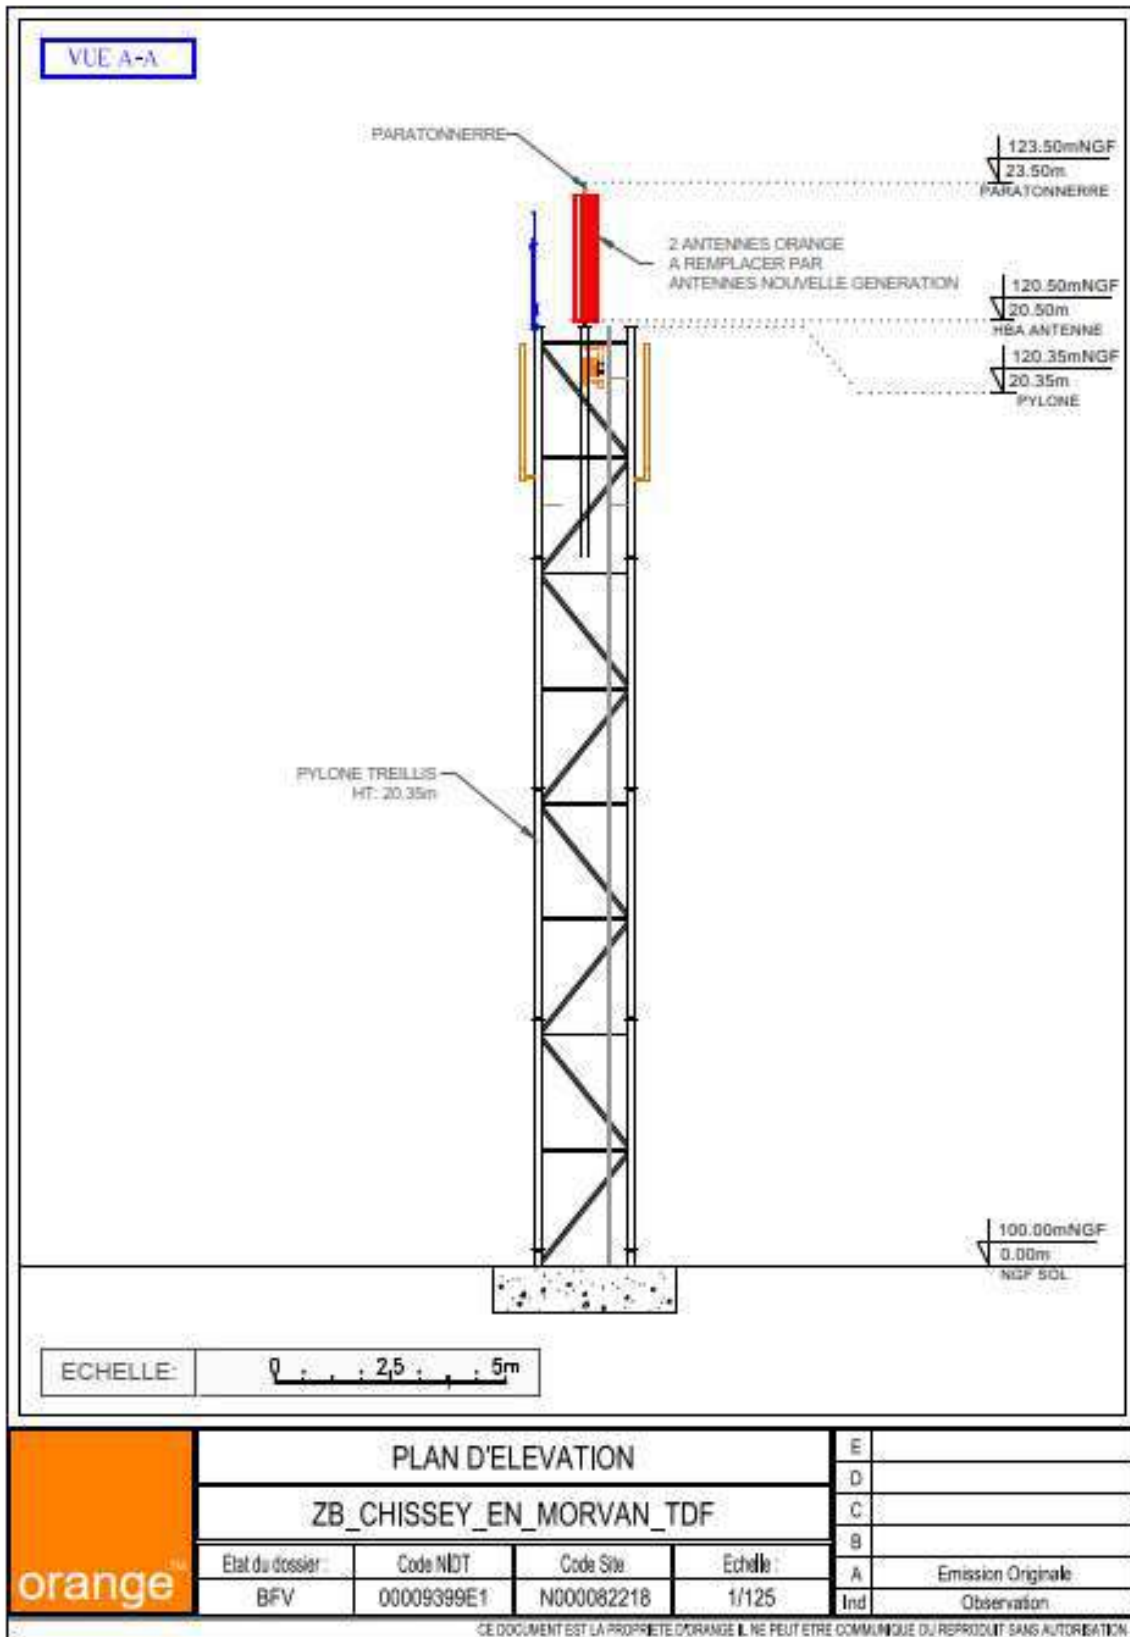 VUE A-A
PARATONNERRE
123.50mNGF
23.50m
PARATONNERRE
2 ANTENNES ORANGE
A REMPLACER PAR
ANTENNES NOUVELLE GENERATION
120.50mNGF
20.50m
HBA ANTENNE
120.35mNGF
20.35m
PYLONE
PYLONE TREILLIS
HT: 20.35m
100.00mNGF
0.00m
NGF SOL
ECHELLE:
0 2,5 5m
orange™
PLAN D'ELEVATION
ZB_CHISSEY_EN_MORVAN_TDF
Etat du dossier :
BFV
Code NIDT
00009399E1
Code Site
N000082218
Echelle :
1/125
E
D
C
B
A Emission Originale
Ind Observation
CE DOCUMENT EST LA PROPRIETE D'ORANGE IL NE PEUT ETRE COMMUNIQUE OU REPRODUIT SANS AUTORISATION